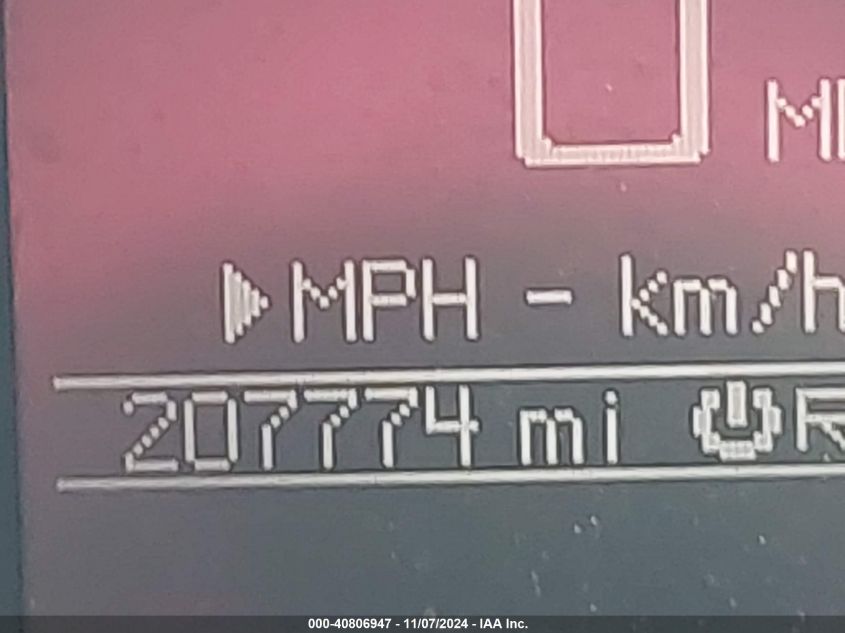 0
MPH - km/h
207774 mi
000-40806947 - 11/07/2024 - IAA Inc.